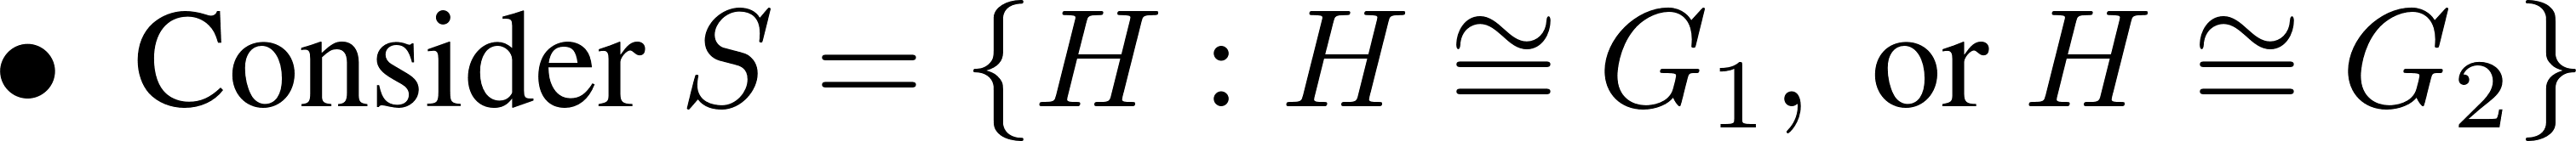 • Consider S = {H : H ≅ G₁, or H ≅ G₂}